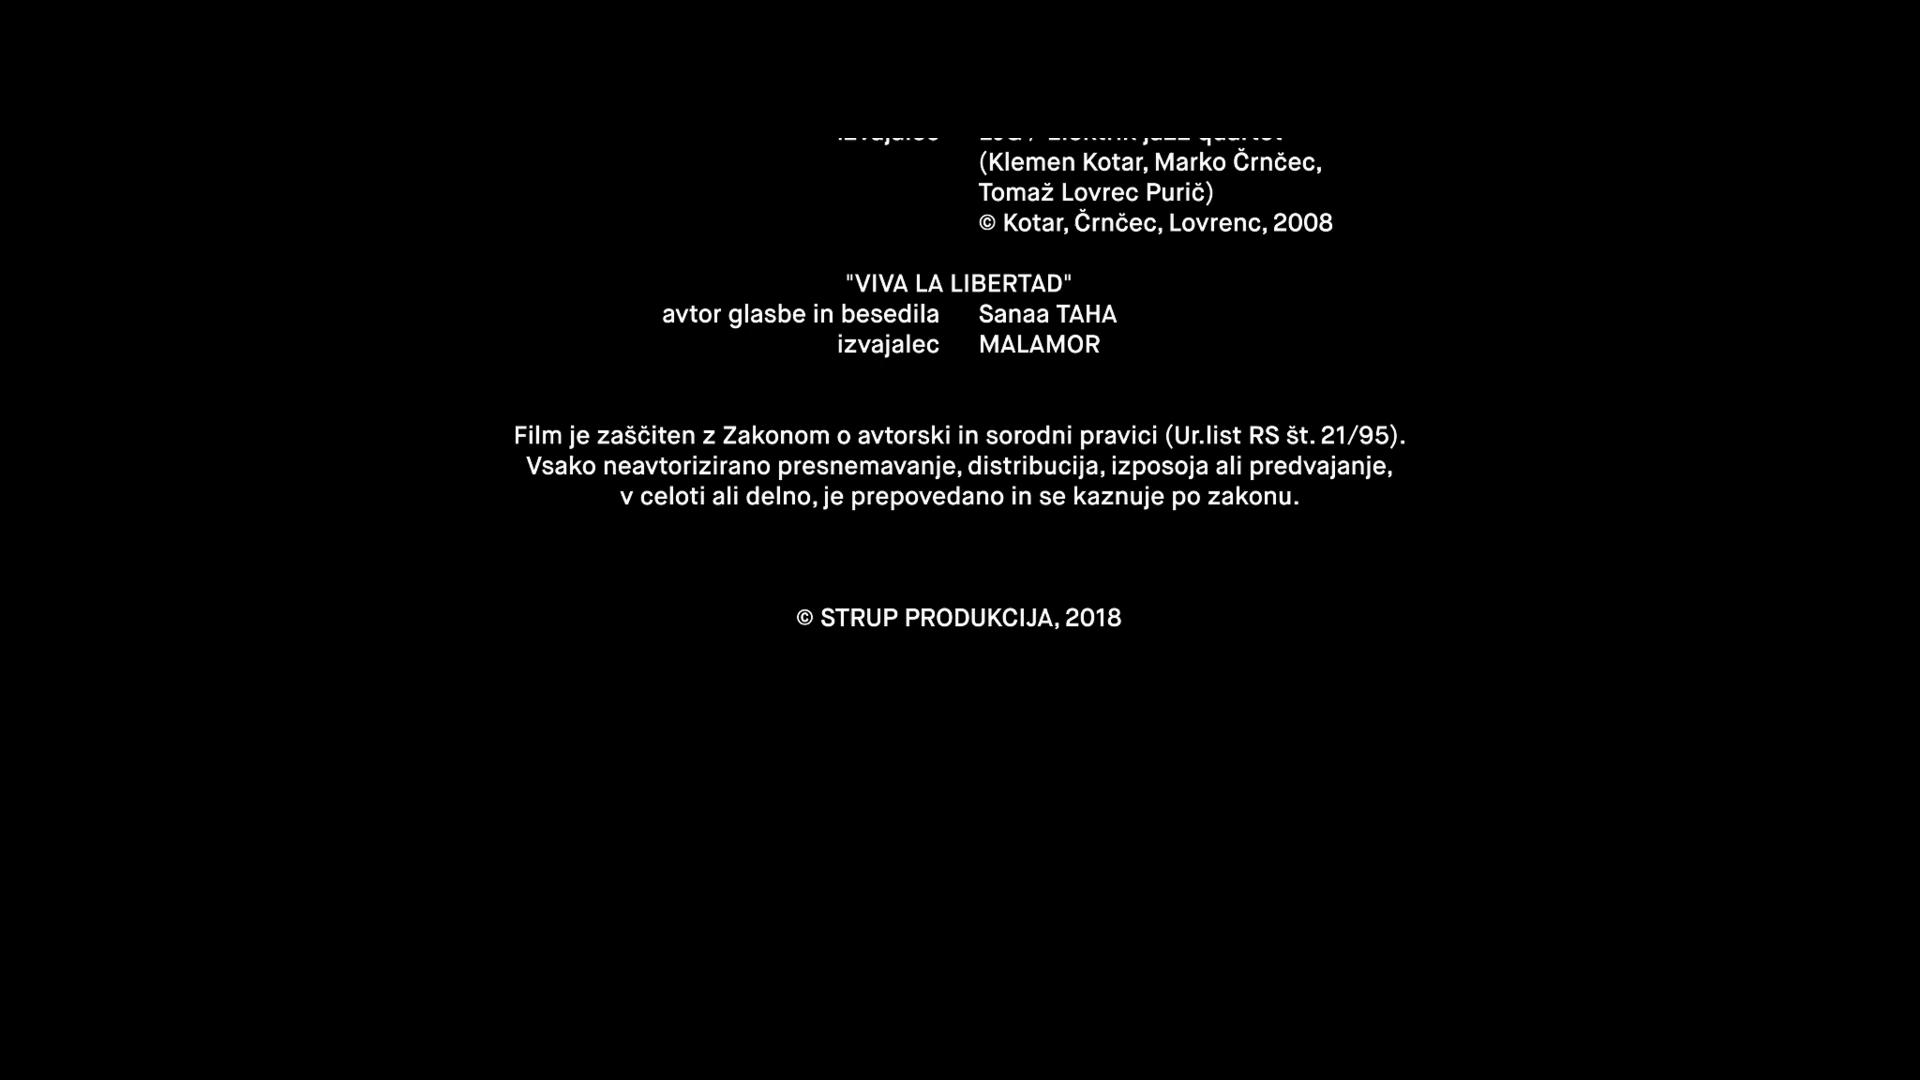 izvajalec
(Klemen Kotar, Marko Črnčec,
Tomaž Lovrec Purič)
© Kotar, Črnčec, Lovrenc, 2008
"VIVA LA LIBERTAD"
avtor glasbe in besedila Sanaa TAHA
izvajalec MALAMOR
Film je zaščiten z Zakonom o avtorski in sorodni pravici (Ur.list RS št. 21/95).
Vsako neavtorizirano presnemavanje, distribucija, izposoja ali predvajanje,
v celoti ali delno, je prepovedano in se kaznuje po zakonu.
© STRUP PRODUKCIJA, 2018